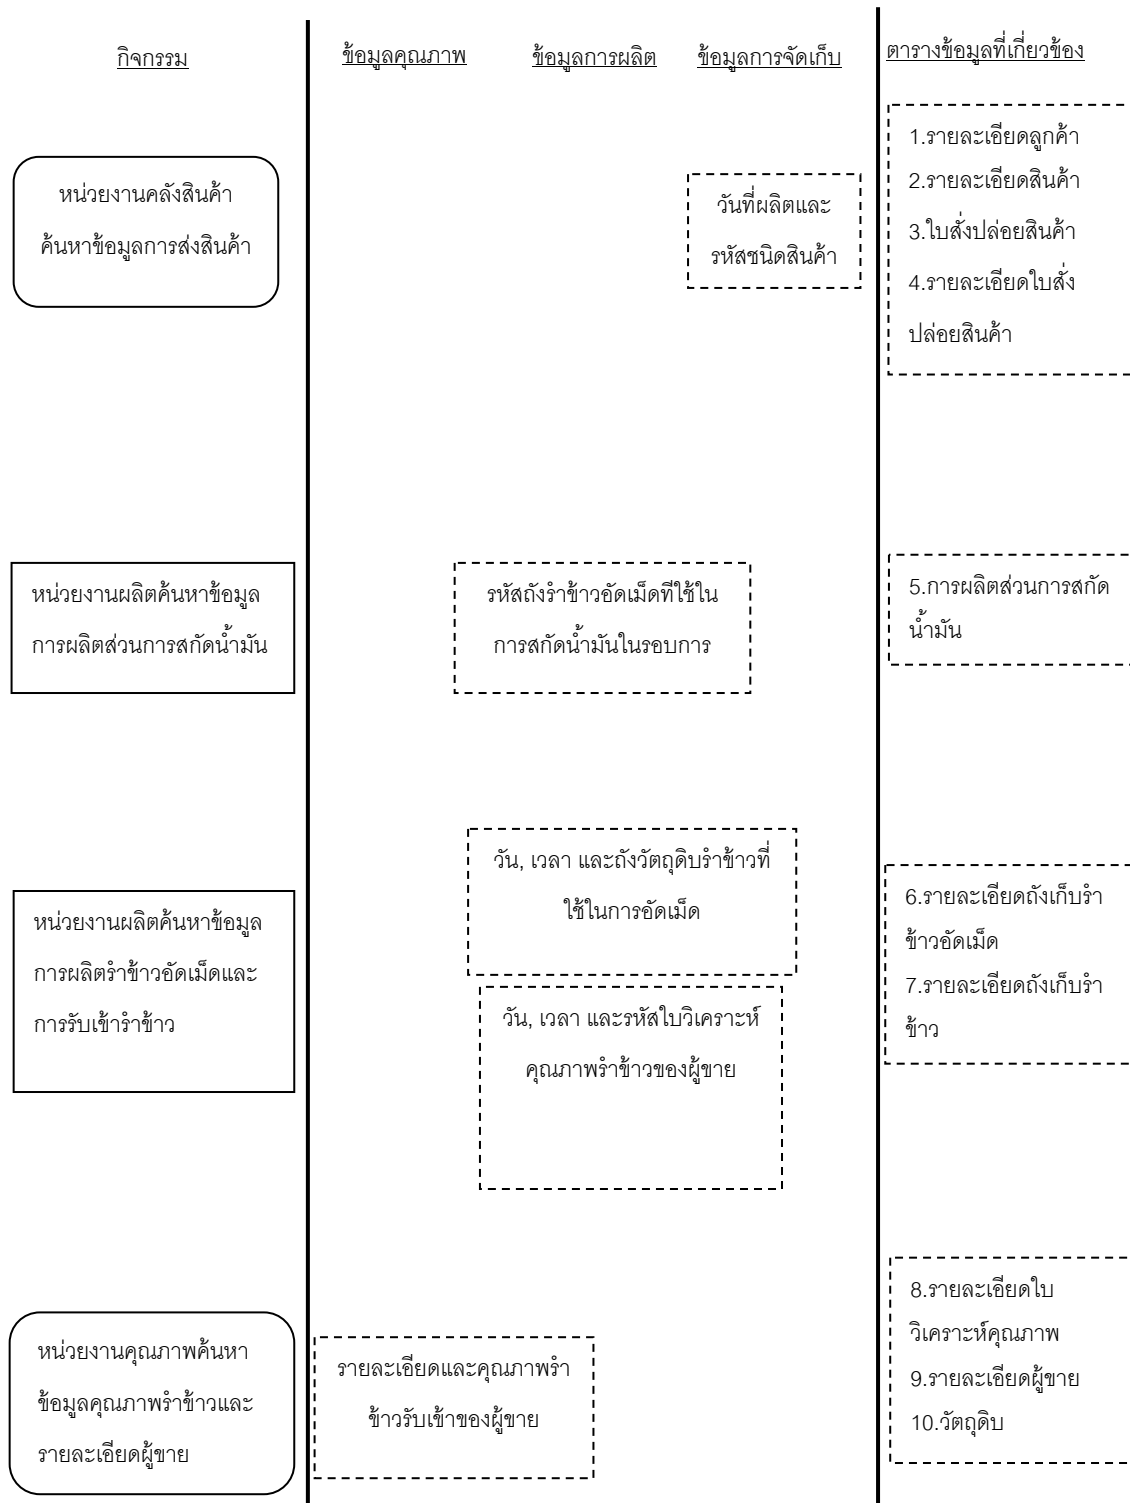 กิจกรรม
ข้อมูลคุณภาพ
ข้อมูลการผลิต
ข้อมูลการจัดเก็บ
ตารางข้อมูลที่เกี่ยวข้อง
หน่วยงานคลังสินค้า
ค้นหาข้อมูลการส่งสินค้า
วันที่ผลิตและ
รหัสชนิดสินค้า
1.รายละเอียดลูกค้า
2.รายละเอียดสินค้า
3.ใบสั่งปล่อยสินค้า
4.รายละเอียดใบสั่ง
ปล่อยสินค้า
หน่วยงานผลิตค้นหาข้อมูล
การผลิตส่วนการสกัดน้ำมัน
รหัสถังรำข้าวอัดเม็ดที่ใช้ใน
การสกัดน้ำมันในรอบการ
5.การผลิตส่วนการสกัด
น้ำมัน
หน่วยงานผลิตค้นหาข้อมูล
การผลิตรำข้าวอัดเม็ดและ
การรับเข้ารำข้าว
วัน, เวลา และถังวัตถุดิบรำข้าวที่
ใช้ในการอัดเม็ด
วัน, เวลา และรหัสใบวิเคราะห์
คุณภาพรำข้าวของผู้ขาย
6.รายละเอียดถังเก็บรำ
ข้าวอัดเม็ด
7.รายละเอียดถังเก็บรำ
ข้าว
หน่วยงานคุณภาพค้นหา
ข้อมูลคุณภาพรำข้าวและ
รายละเอียดผู้ขาย
รายละเอียดและคุณภาพรำ
ข้าวรับเข้าของผู้ขาย
8.รายละเอียดใบ
วิเคราะห์คุณภาพ
9.รายละเอียดผู้ขาย
10.วัตถุดิบ